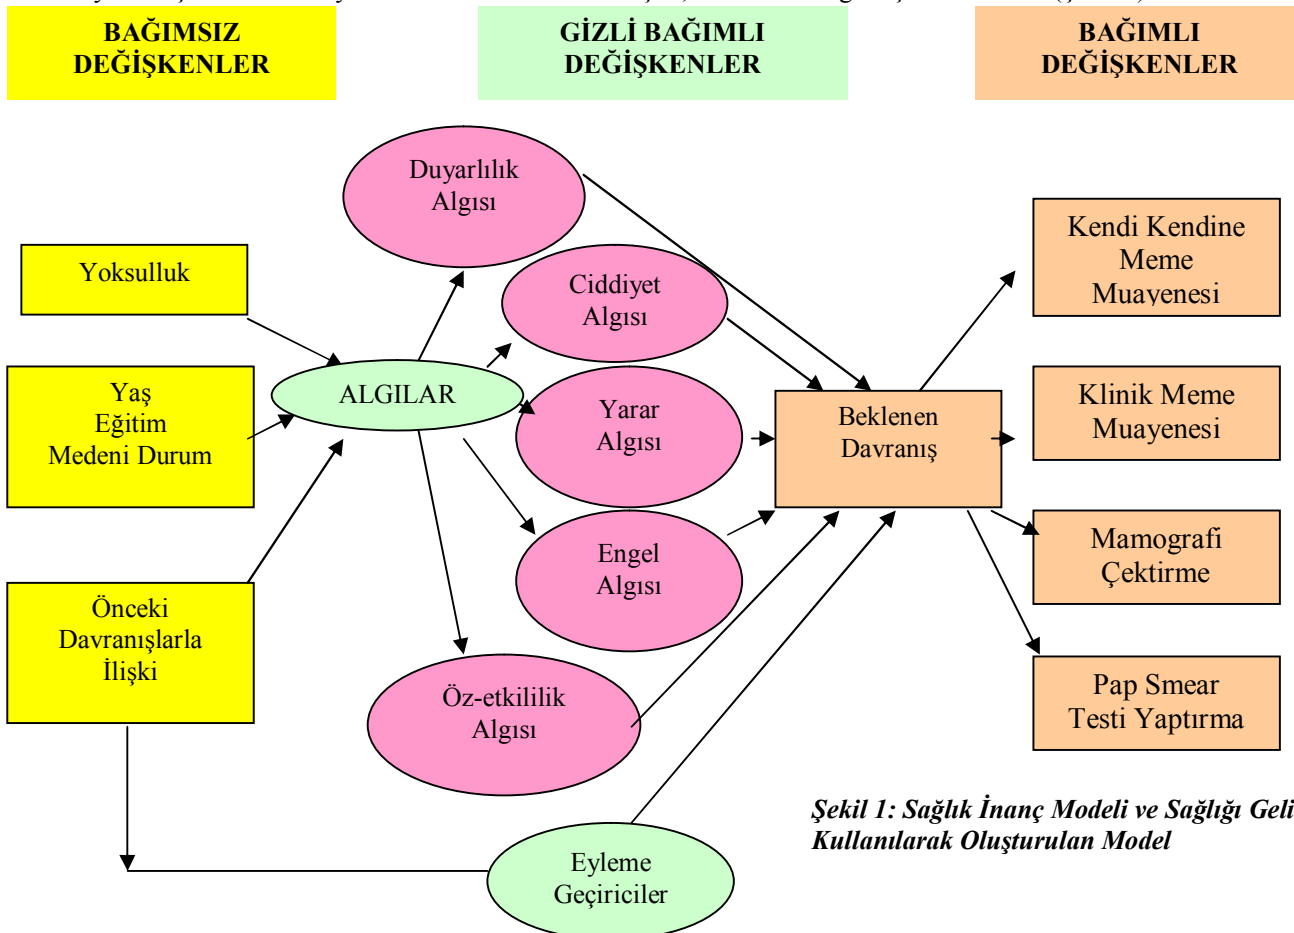 BAĞIMSIZ
DEĞİŞKENLER
GİZLİ BAĞIMLI
DEĞİŞKENLER
BAĞIMLI
DEĞİŞKENLER
Duyarlılık
Algısı
Kendi Kendine
Meme
Muayenesi
Yoksulluk
Ciddiyet
Algısı
Yaş
Eğitim
Medeni Durum
ALGILAR
Yarar
Algısı
Beklenen
Davranış
Klinik Meme
Muayenesi
Engel
Algısı
Mamografi
Çektirme
Önceki
Davranışlarla
İlişki
Öz-etkililik
Algısı
Pap Smear
Testi Yaptırma
Şekil 1: Sağlık İnanç Modeli ve Sağlığı Geli
Kullanılarak Oluşturulan Model
Eyleme
Geçiriciler